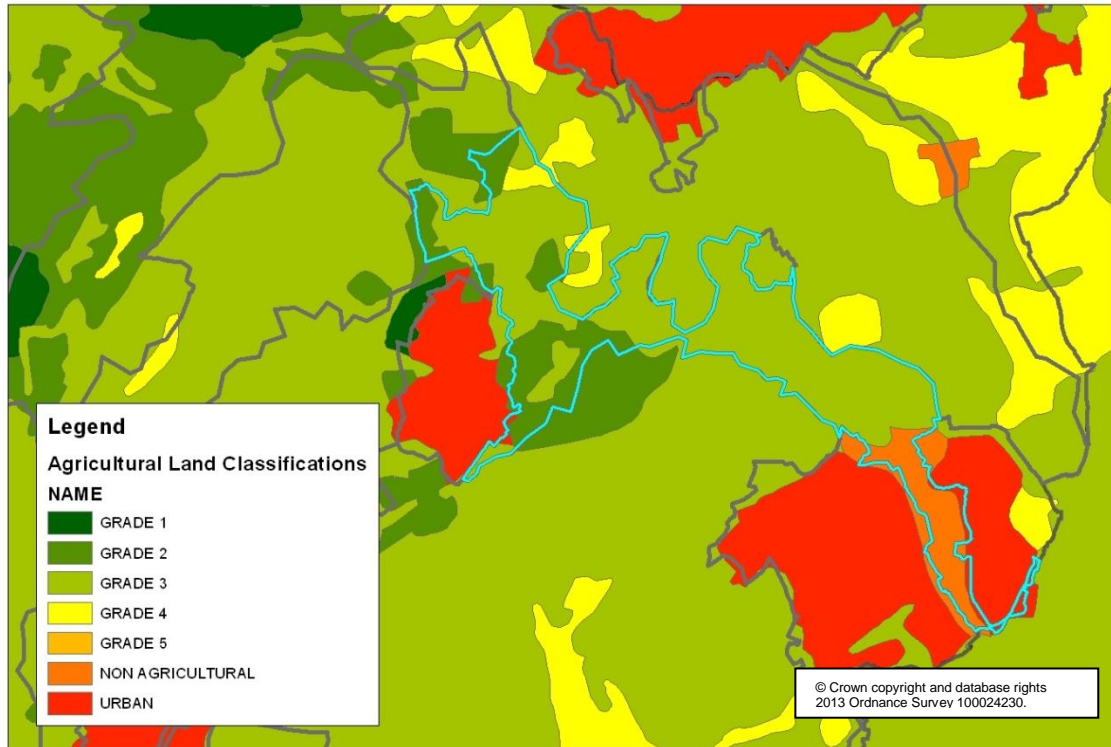 Legend
Agricultural Land Classifications
NAME
GRADE 1
GRADE 2
GRADE 3
GRADE 4
GRADE 5
NON AGRICULTURAL
URBAN
© Crown copyright and database rights
2013 Ordnance Survey 100024230.